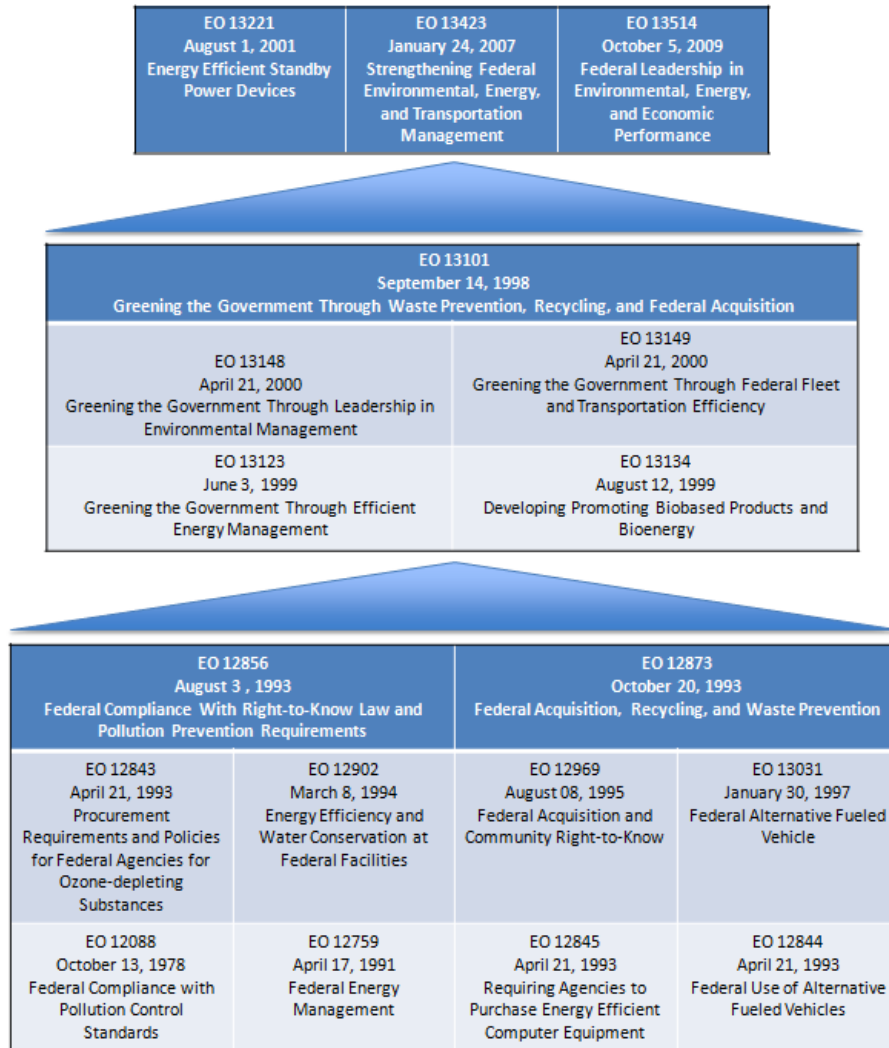 EO 13221
August 1, 2001
Energy Efficient Standby
Power Devices
EO 13423
January 24, 2007
Strengthening Federal
Environmental, Energy,
and Transportation
Management
EO 13514
October 5, 2009
Federal Leadership in
Environmental, Energy,
and Economic
Performance
EO 13101
September 14, 1998
Greening the Government Through Waste Prevention, Recycling, and Federal Acquisition
EO 13148
April 21, 2000
Greening the Government Through Leadership in
Environmental Management
EO 13149
April 21, 2000
Greening the Government Through Federal Fleet
and Transportation Efficiency
EO 13123
June 3, 1999
Greening the Government Through Efficient
Energy Management
EO 13134
August 12, 1999
Developing Promoting Biobased Products and
Bioenergy
EO 12856
August 3 , 1993
Federal Compliance With Right-to-Know Law and
Pollution Prevention Requirements
EO 12873
October 20, 1993
Federal Acquisition, Recycling, and Waste Prevention
EO 12843
April 21, 1993
Procurement
Requirements and Policies
for Federal Agencies for
Ozone-depleting
Substances
EO 12902
March 8, 1994
Energy Efficiency and
Water Conservation at
Federal Facilities
EO 12969
August 08, 1995
Federal Acquisition and
Community Right-to-Know
EO 13031
January 30, 1997
Federal Alternative Fueled
Vehicle
EO 12088
October 13, 1978
Federal Compliance with
Pollution Control
Standards
EO 12759
April 17, 1991
Federal Energy
Management
EO 12845
April 21, 1993
Requiring Agencies to
Purchase Energy Efficient
Computer Equipment
EO 12844
April 21, 1993
Federal Use of Alternative
Fueled Vehicles